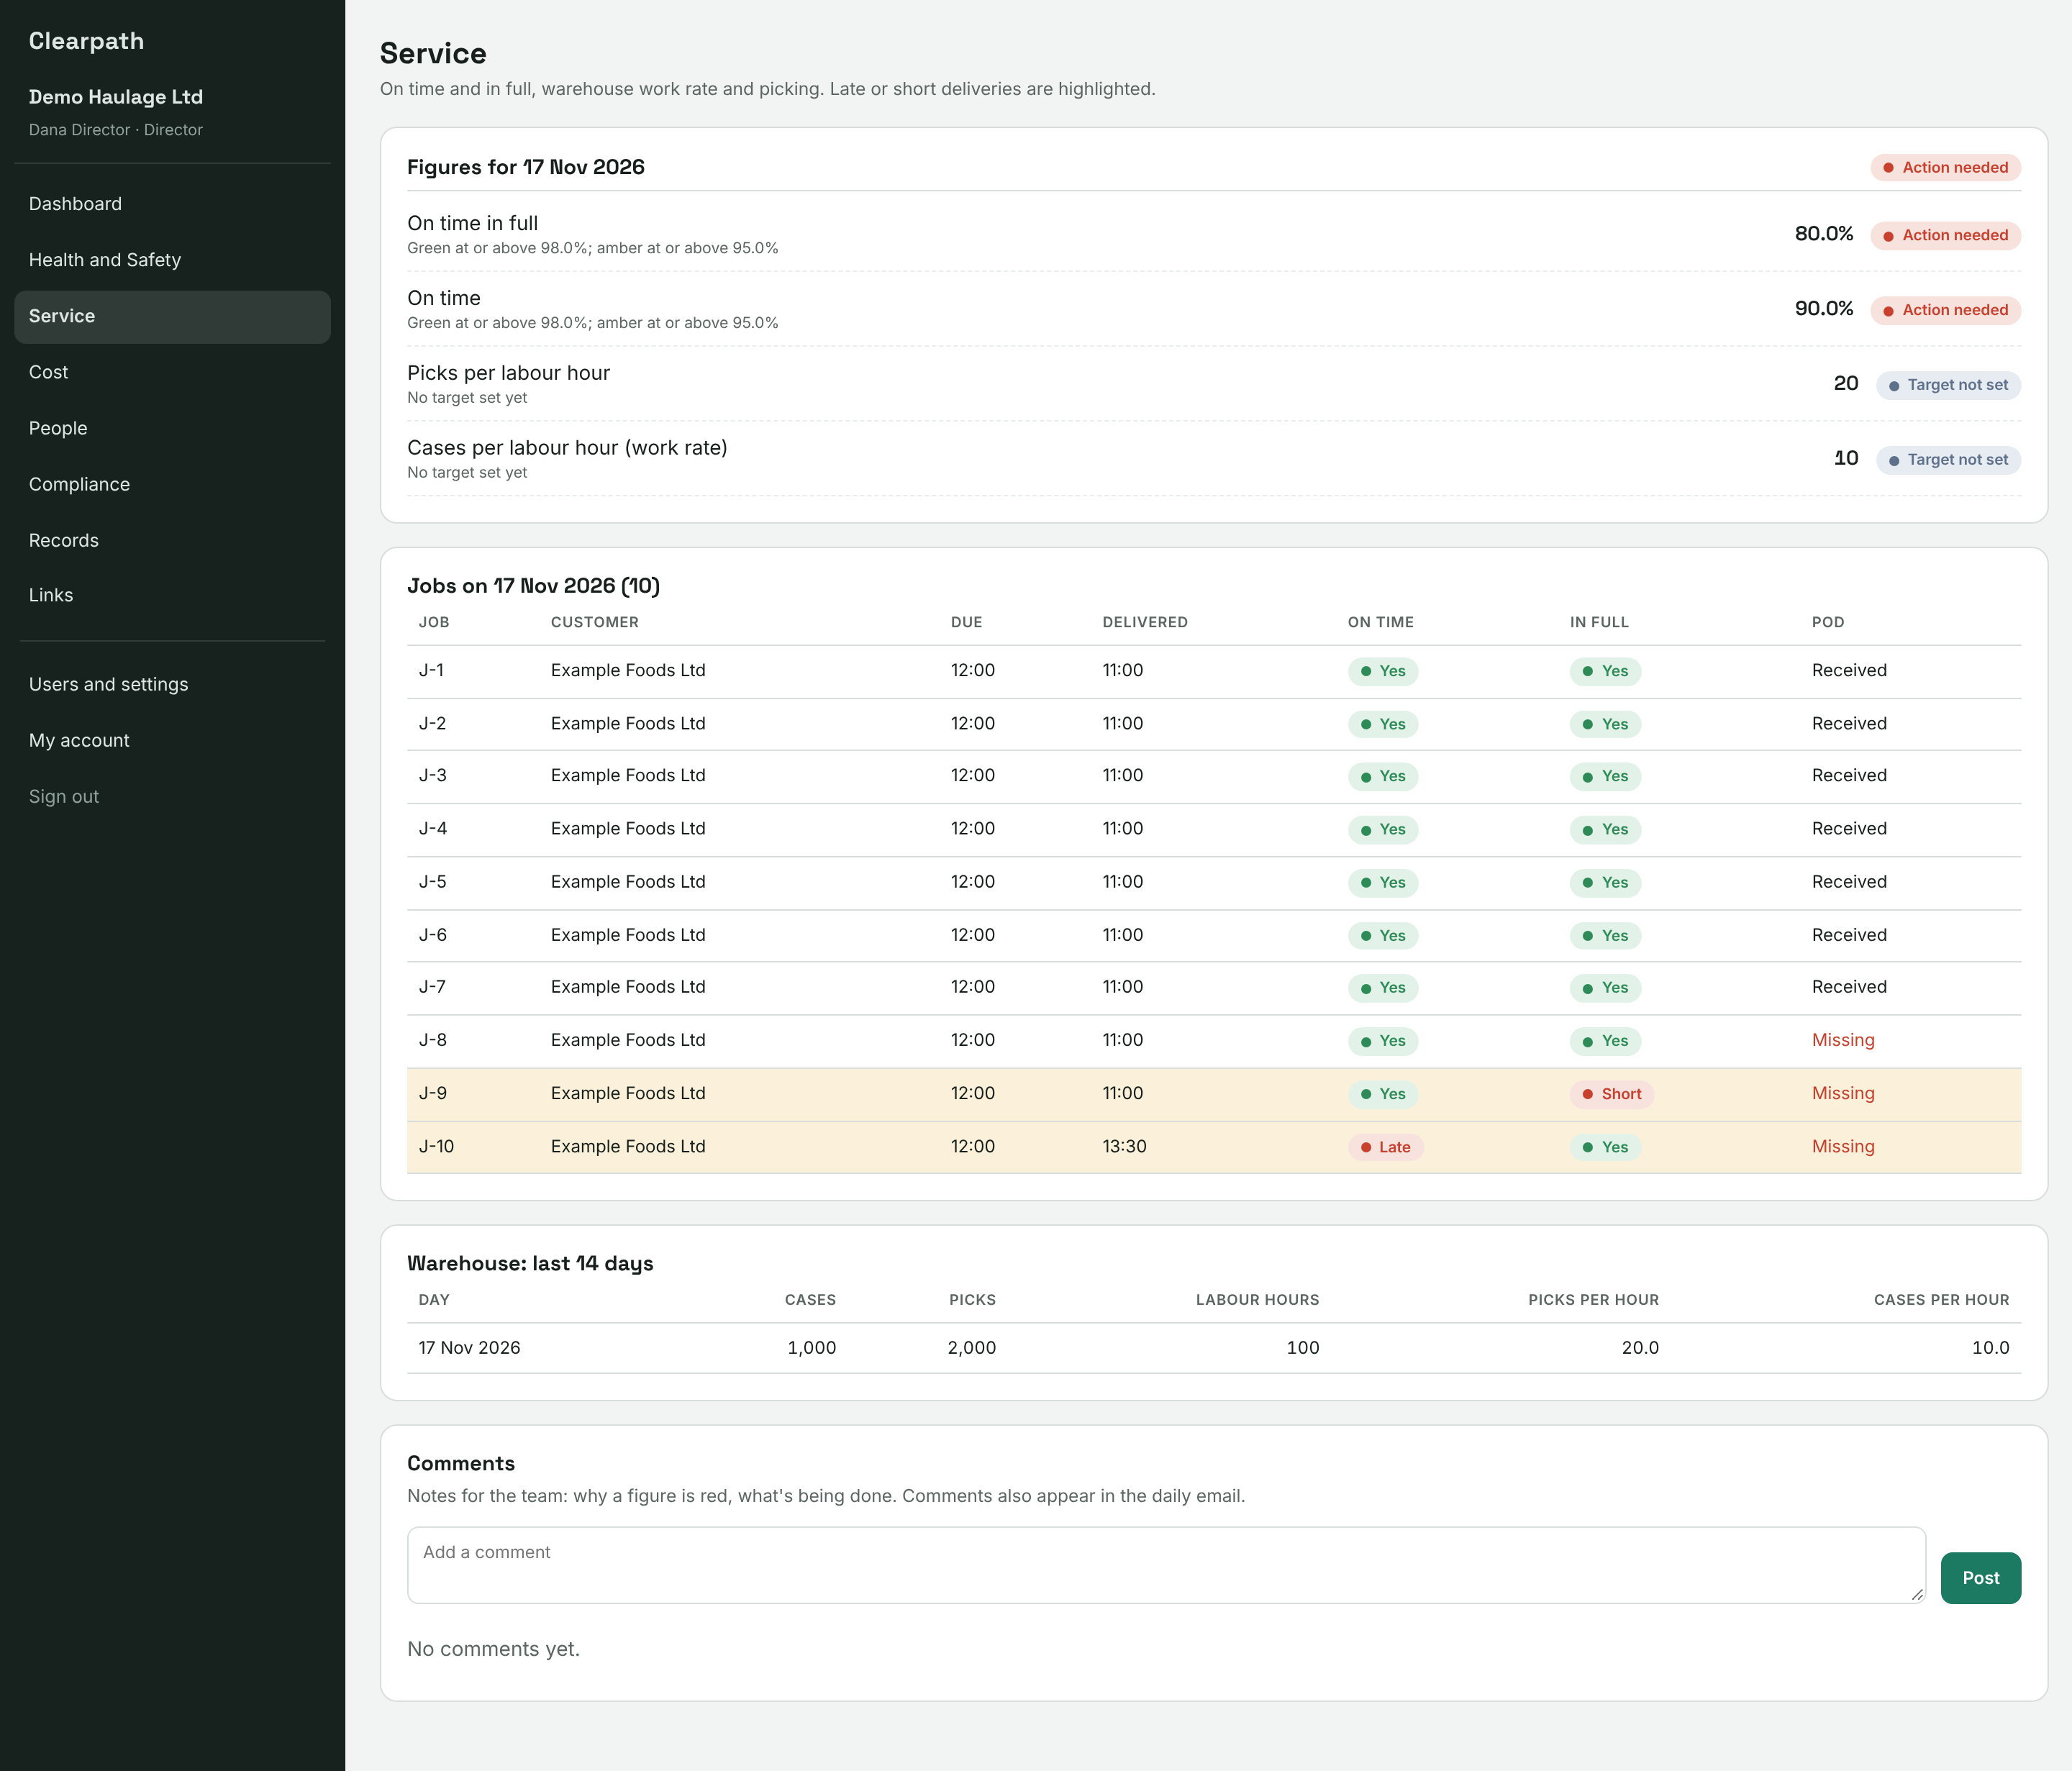 Clearpath
Demo Haulage Ltd
Dana Director · Director
Dashboard
Health and Safety
Service
Cost
People
Compliance
Records
Links
Users and settings
My account
Sign out
Service
On time and in full, warehouse work rate and picking. Late or short deliveries are highlighted.
Figures for 17 Nov 2026 Action needed
On time in full 80.0% Action needed
Green at or above 98.0%; amber at or above 95.0%
On time 90.0% Action needed
Green at or above 98.0%; amber at or above 95.0%
Picks per labour hour 20 Target not set
No target set yet
Cases per labour hour (work rate) 10 Target not set
No target set yet
Jobs on 17 Nov 2026 (10)
JOB CUSTOMER DUE DELIVERED ON TIME IN FULL POD
J-1 Example Foods Ltd 12:00 11:00 Yes Yes Received
J-2 Example Foods Ltd 12:00 11:00 Yes Yes Received
J-3 Example Foods Ltd 12:00 11:00 Yes Yes Received
J-4 Example Foods Ltd 12:00 11:00 Yes Yes Received
J-5 Example Foods Ltd 12:00 11:00 Yes Yes Received
J-6 Example Foods Ltd 12:00 11:00 Yes Yes Received
J-7 Example Foods Ltd 12:00 11:00 Yes Yes Received
J-8 Example Foods Ltd 12:00 11:00 Yes Yes Missing
J-9 Example Foods Ltd 12:00 11:00 Yes Short Missing
J-10 Example Foods Ltd 12:00 13:30 Late Yes Missing
Warehouse: last 14 days
DAY CASES PICKS LABOUR HOURS PICKS PER HOUR CASES PER HOUR
17 Nov 2026 1,000 2,000 100 20.0 10.0
Comments
Notes for the team: why a figure is red, what's being done. Comments also appear in the daily email.
Add a comment
Post
No comments yet.